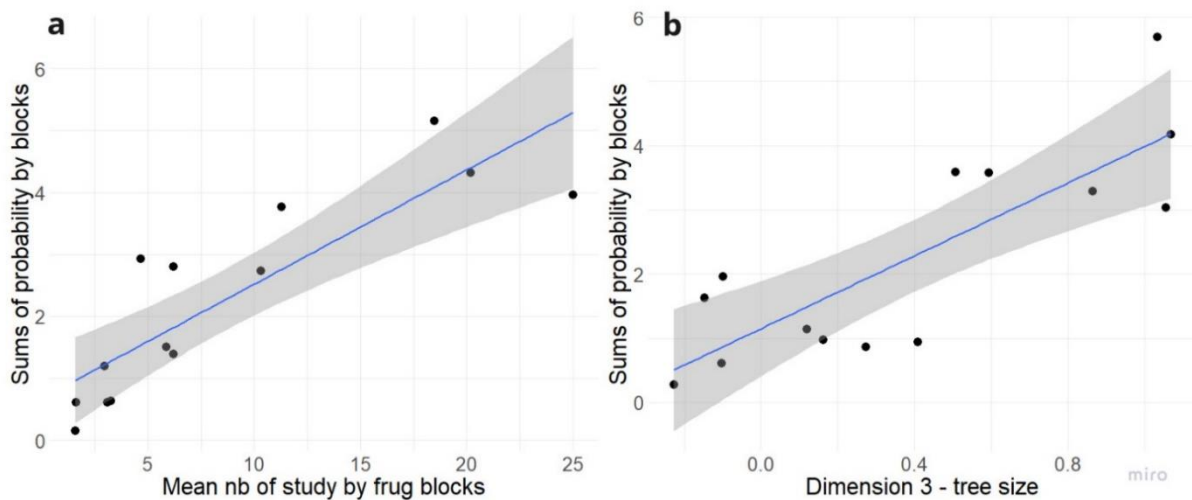 a
6
4
2
0
Sums of probability by blocks
5 10 15 20 25
Mean nb of study by frug blocks
b
6
4
2
0
Sums of probability by blocks
0.0 0.4 0.8
Dimension 3 - tree size
miro